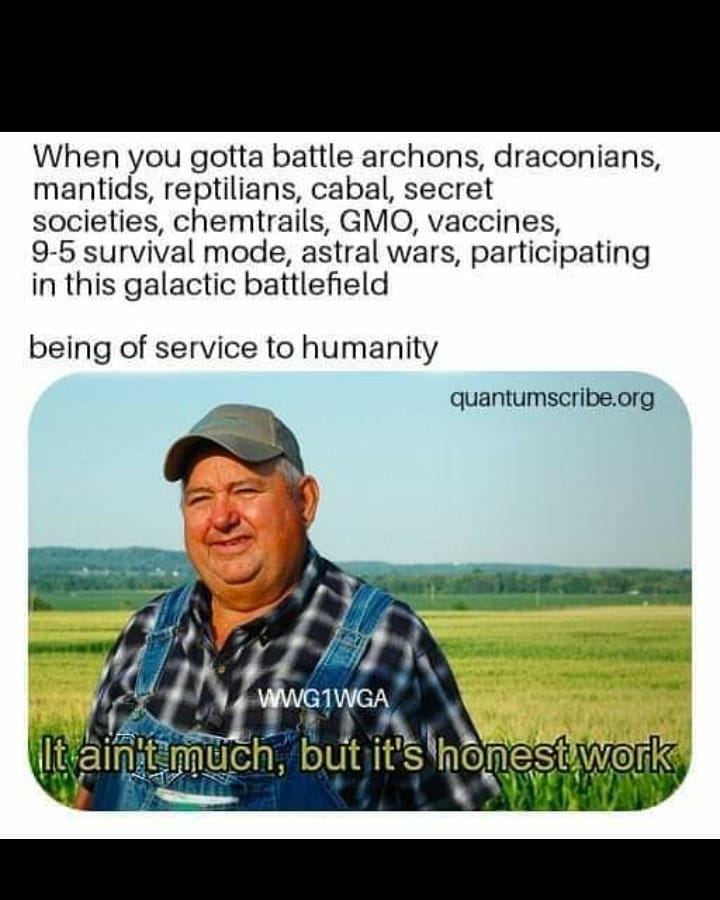 When you gotta battle archons, draconians,
mantids, reptilians, cabal, secret
societies, chemtrails, GMO, vaccines,
9-5 survival mode, astral wars, participating
in this galactic battlefield
being of service to humanity
quantumscribe.org
WWG1WGA
It ain't much, but it's honest work